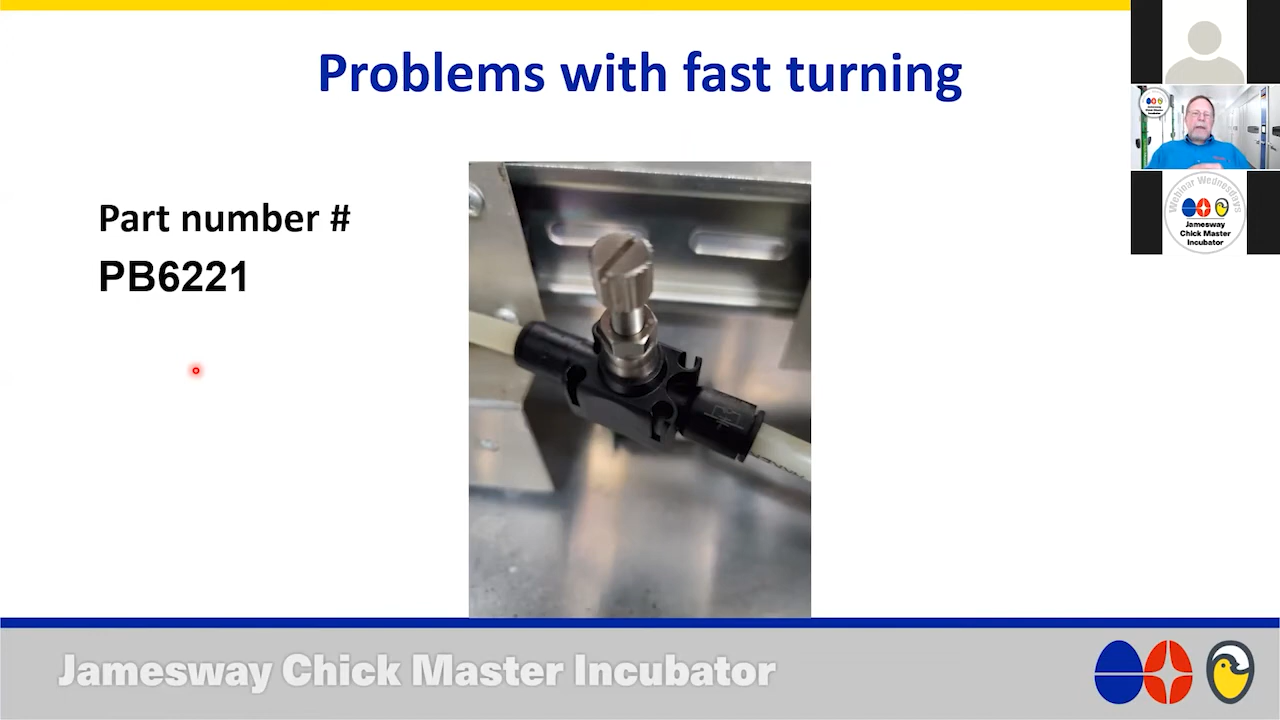 Problems with fast turning
Part number #
PB6221
Webinar Wednesdays
Jamesway
Chick Master
Incubator
Jamesway Chick Master Incubator